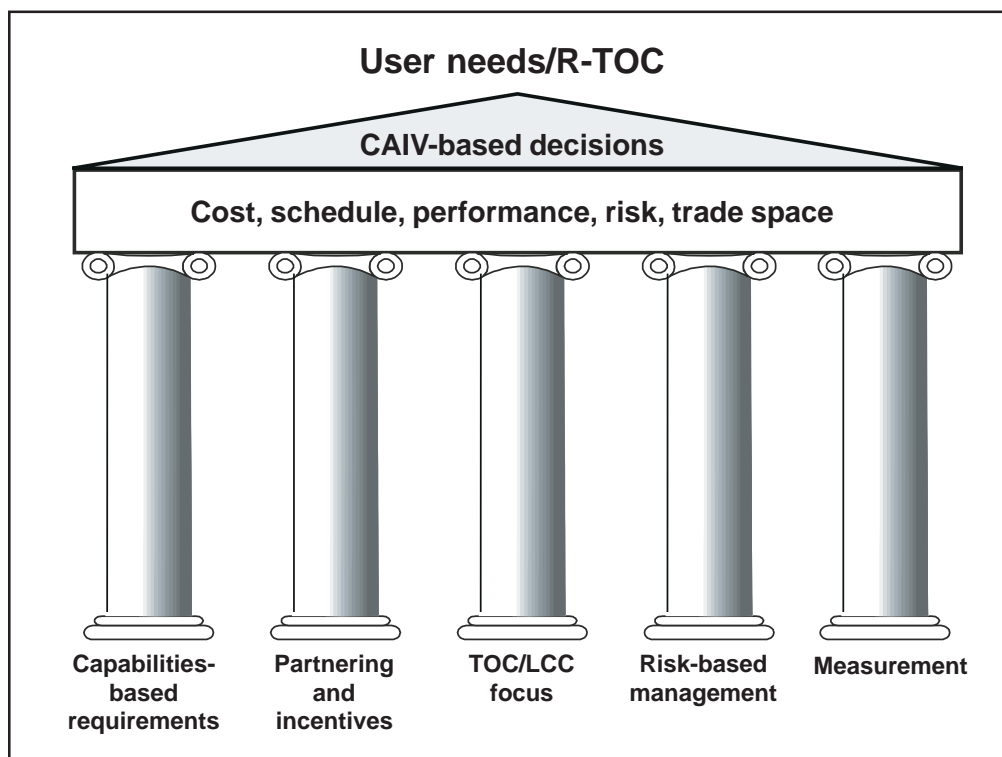 User needs/R-TOC
CAIV-based decisions
Cost, schedule, performance, risk, trade space
Capabilities-
based
requirements
Partnering
and
incentives
TOC/LCC
focus
Risk-based
management
Measurement